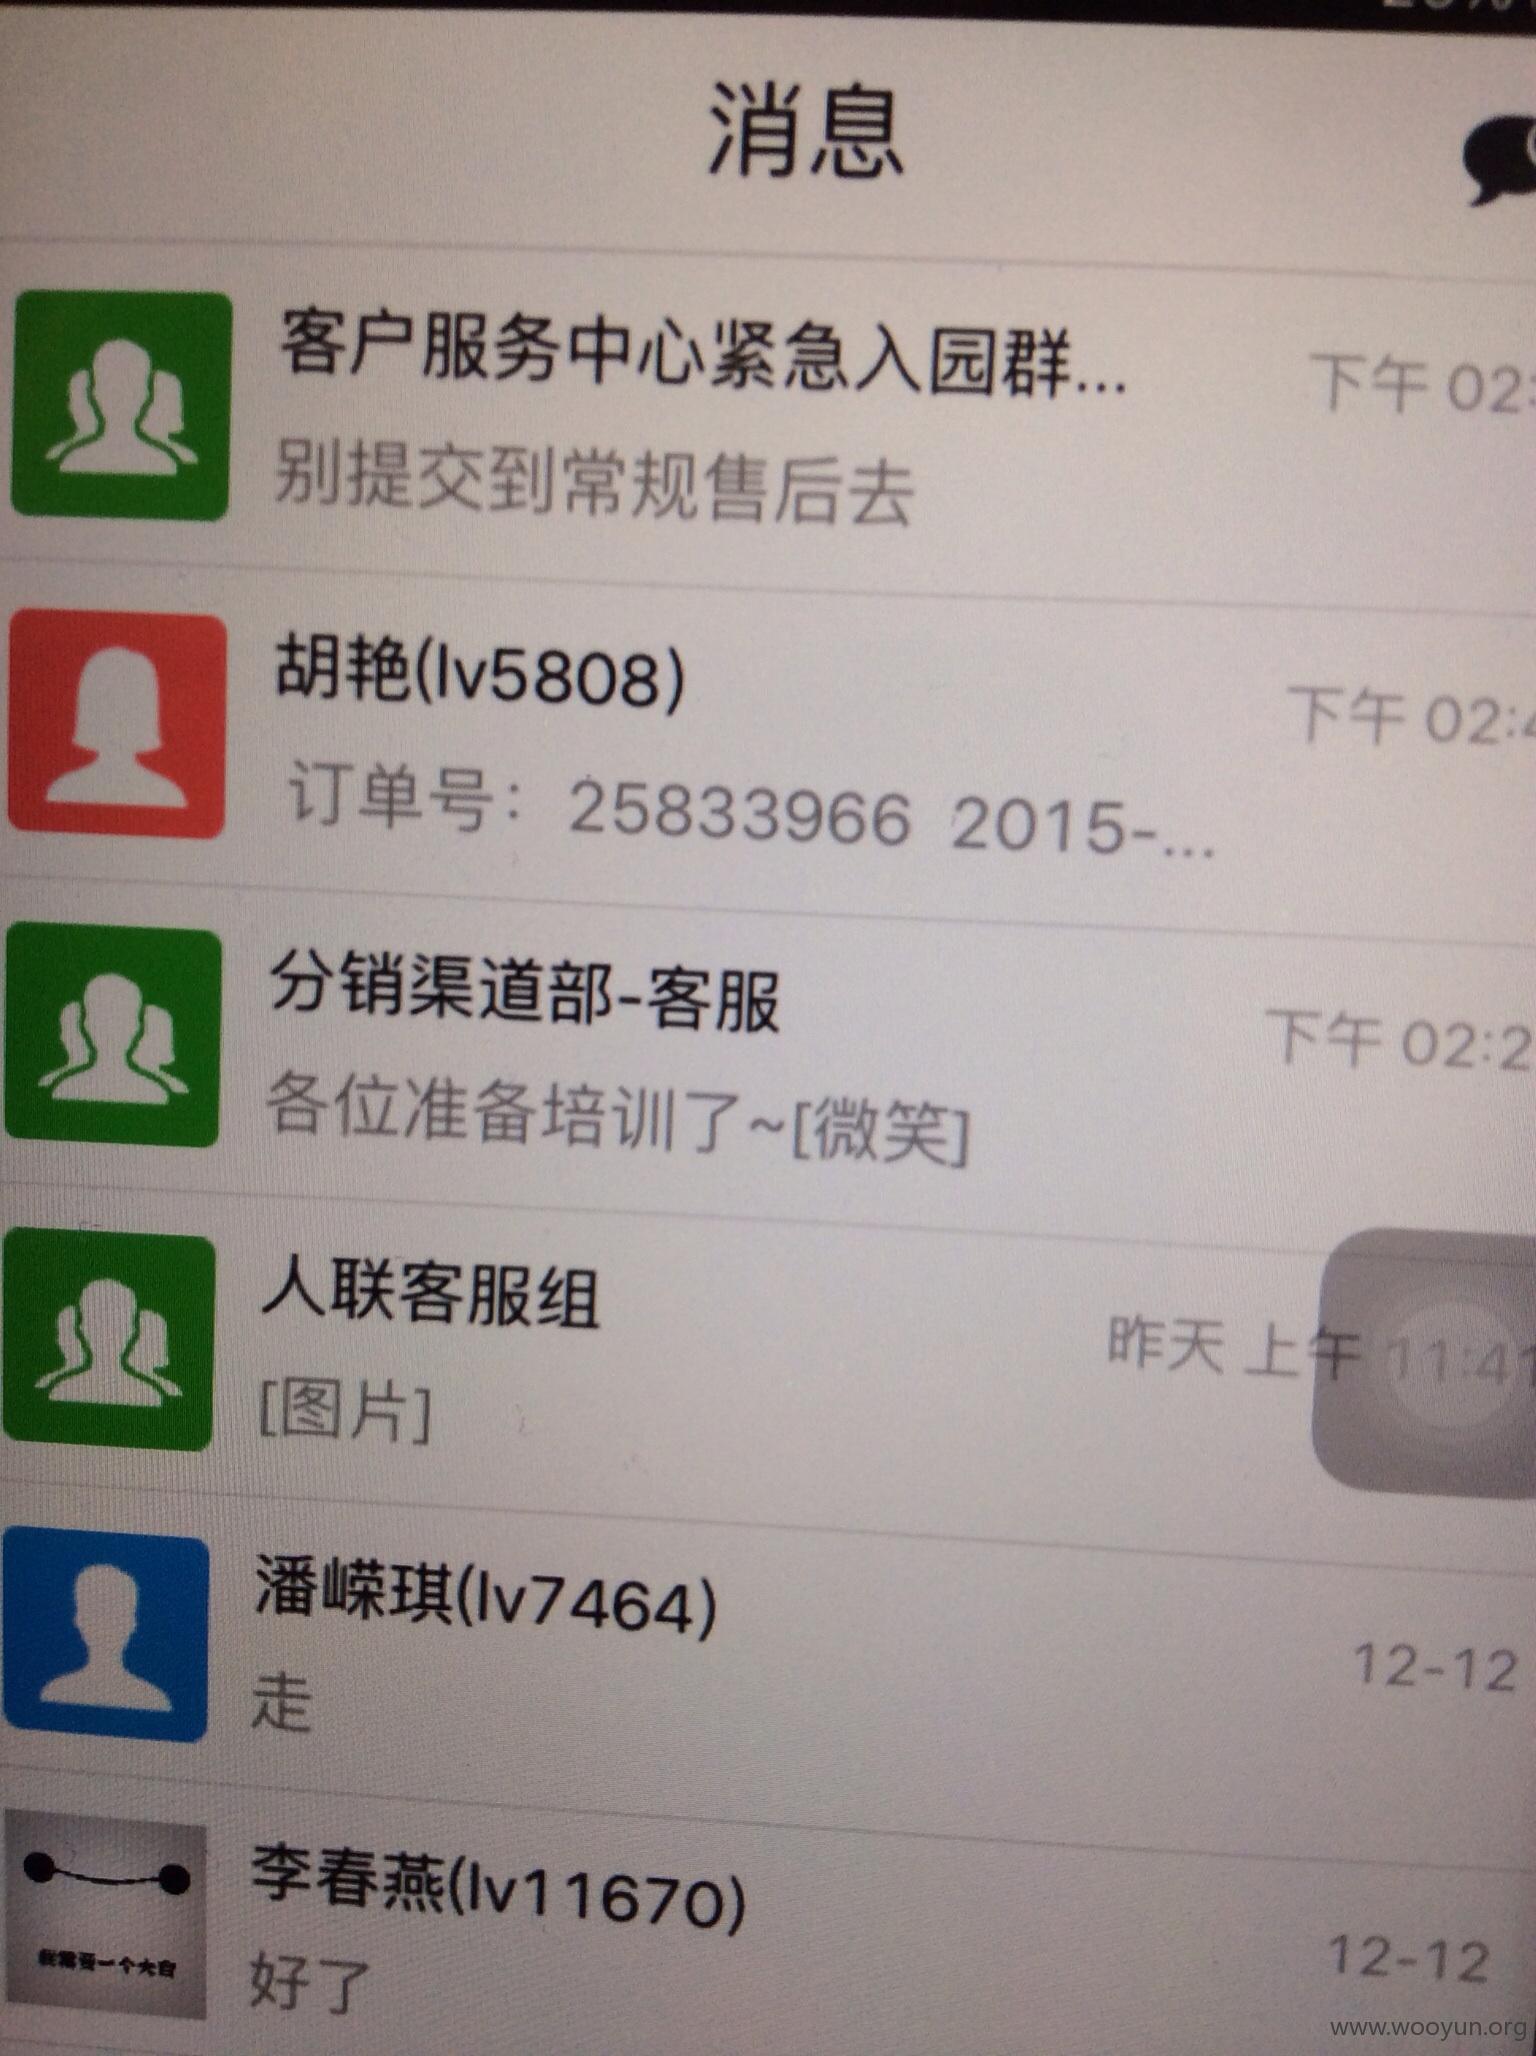 消息
客户服务中心紧急入园群...
下午 02:
别提交到常规售后去
胡艳(lv5808)
下午 02:4
订单号：25833966 2015-...
分销渠道部-客服
下午 02:2
各位准备培训了~[微笑]
人联客服组
昨天 上午 11:41
[图片]
潘嵘琪(lv7464)
12-12
走
李春燕(lv11670)
12-12
我需要一个大白
好了
www.wooyun.org